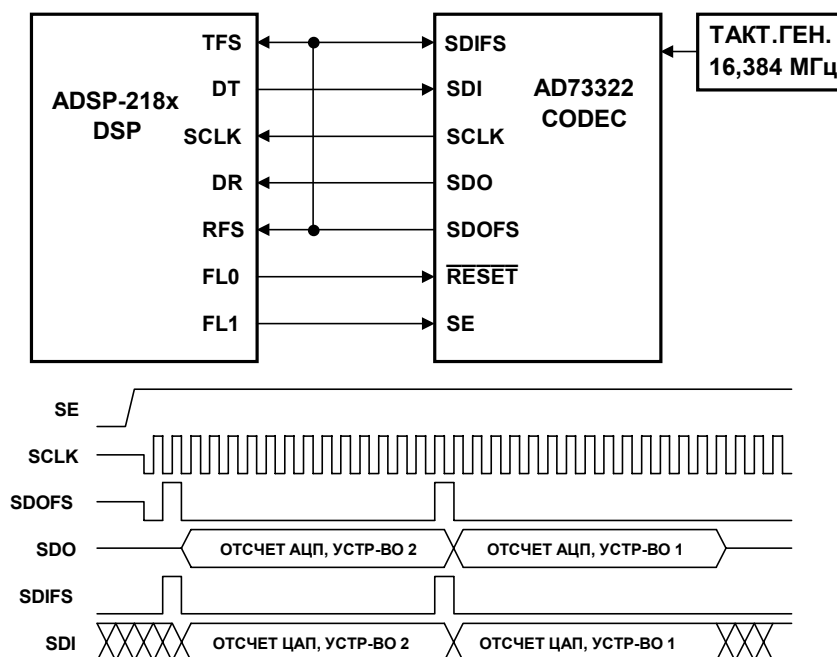 ADSP-218x
DSP
TFS
DT
SCLK
DR
RFS
FL0
FL1
SDIFS
SDI
SCLK
SDO
SDOFS
RESET
SE
AD73322
CODEC
ТАКТ.ГЕН.
16,384 МГц
SE
SCLK
SDOFS
SDO
ОТСЧЕТ АЦП, УСТР-ВО 2
ОТСЧЕТ АЦП, УСТР-ВО 1
SDIFS
SDI
ОТСЧЕТ ЦАП, УСТР-ВО 2
ОТСЧЕТ ЦАП, УСТР-ВО 1